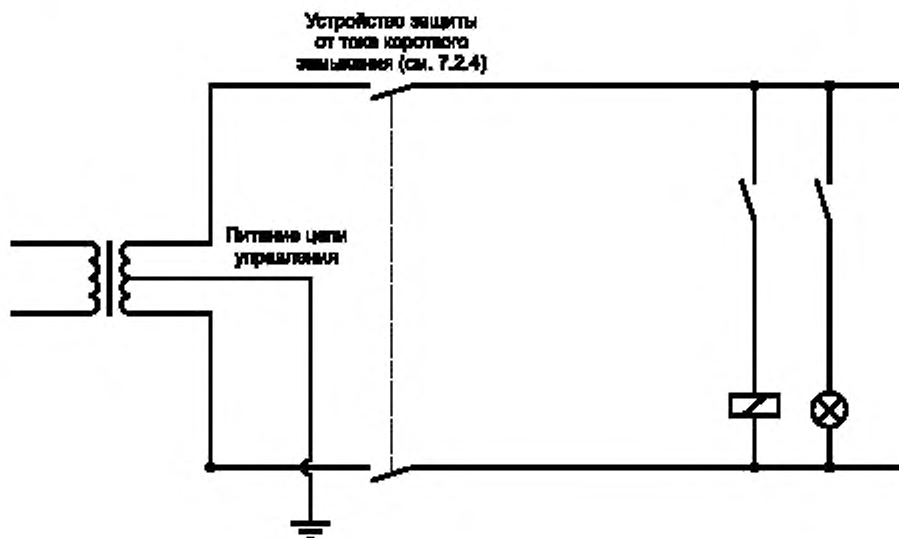 Устройство защиты
от тока короткого
замыкания (см. 7.2.4)
Питание цепи
управления